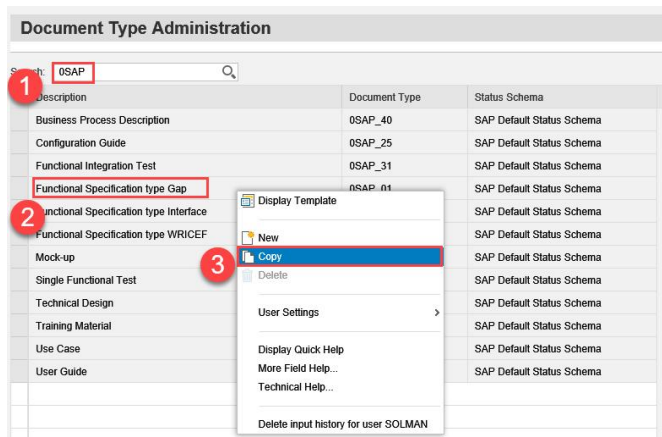 Document Type Administration
0SAP
1
Description Document Type Status Schema
Business Process Description 0SAP_40 SAP Default Status Schema
Configuration Guide 0SAP_25 SAP Default Status Schema
Functional Integration Test 0SAP_31 SAP Default Status Schema
Functional Specification type Gap 0SAP_01 SAP Default Status Schema
2
Functional Specification type Interface SAP Default Status Schema
Functional Specification type WRICEF SAP Default Status Schema
Mock-up SAP Default Status Schema
Single Functional Test SAP Default Status Schema
Technical Design SAP Default Status Schema
Training Material SAP Default Status Schema
Use Case SAP Default Status Schema
User Guide SAP Default Status Schema
Display Template
New
3
Copy
Delete
User Settings
Display Quick Help
More Field Help...
Technical Help...
Delete input history for user SOLMAN